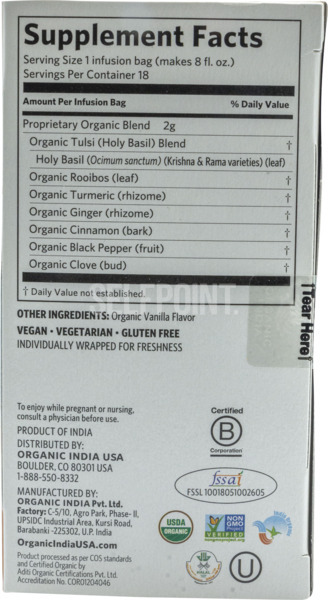 Supplement Facts
Serving Size 1 infusion bag (makes 8 fl. oz.)
Servings Per Container 18
Amount Per Infusion Bag % Daily Value
Proprietary Organic Blend 2g
Organic Tulsi (Holy Basil) Blend †
Holy Basil (Ocimum sanctum) (Krishna & Rama varieties) (leaf)
Organic Rooibos (leaf) †
Organic Turmeric (rhizome) †
Organic Ginger (rhizome) †
Organic Cinnamon (bark) †
Organic Black Pepper (fruit) †
Organic Clove (bud) †
† Daily Value not established.
OTHER INGREDIENTS: Organic Vanilla Flavor
VEGAN • VEGETARIAN • GLUTEN FREE
INDIVIDUALLY WRAPPED FOR FRESHNESS
Tear Here
To enjoy while pregnant or nursing,
consult a physician before use.
PRODUCT OF INDIA
DISTRIBUTED BY:
ORGANIC INDIA USA
BOULDER, CO 80301 USA
1-888-550-8332
MANUFACTURED BY:
ORGANIC INDIA Pvt. Ltd.
Factory: C-5/10, Agro Park, Phase- II,
UPSIDC Industrial Area, Kursi Road,
Barabanki -225302, U.P. India
OrganicIndiaUSA.com
Product processed as per COS standards
and Certified Organic by
Aditi Organic Certifications Pvt. Ltd.
Accreditation No. COR01204046
Certified
B
Corporation
fssai
FSSL10018051002605
USDA
ORGANIC
NON
GMO
Project
VERIFIED
nongmoproject.org
India Organic
U